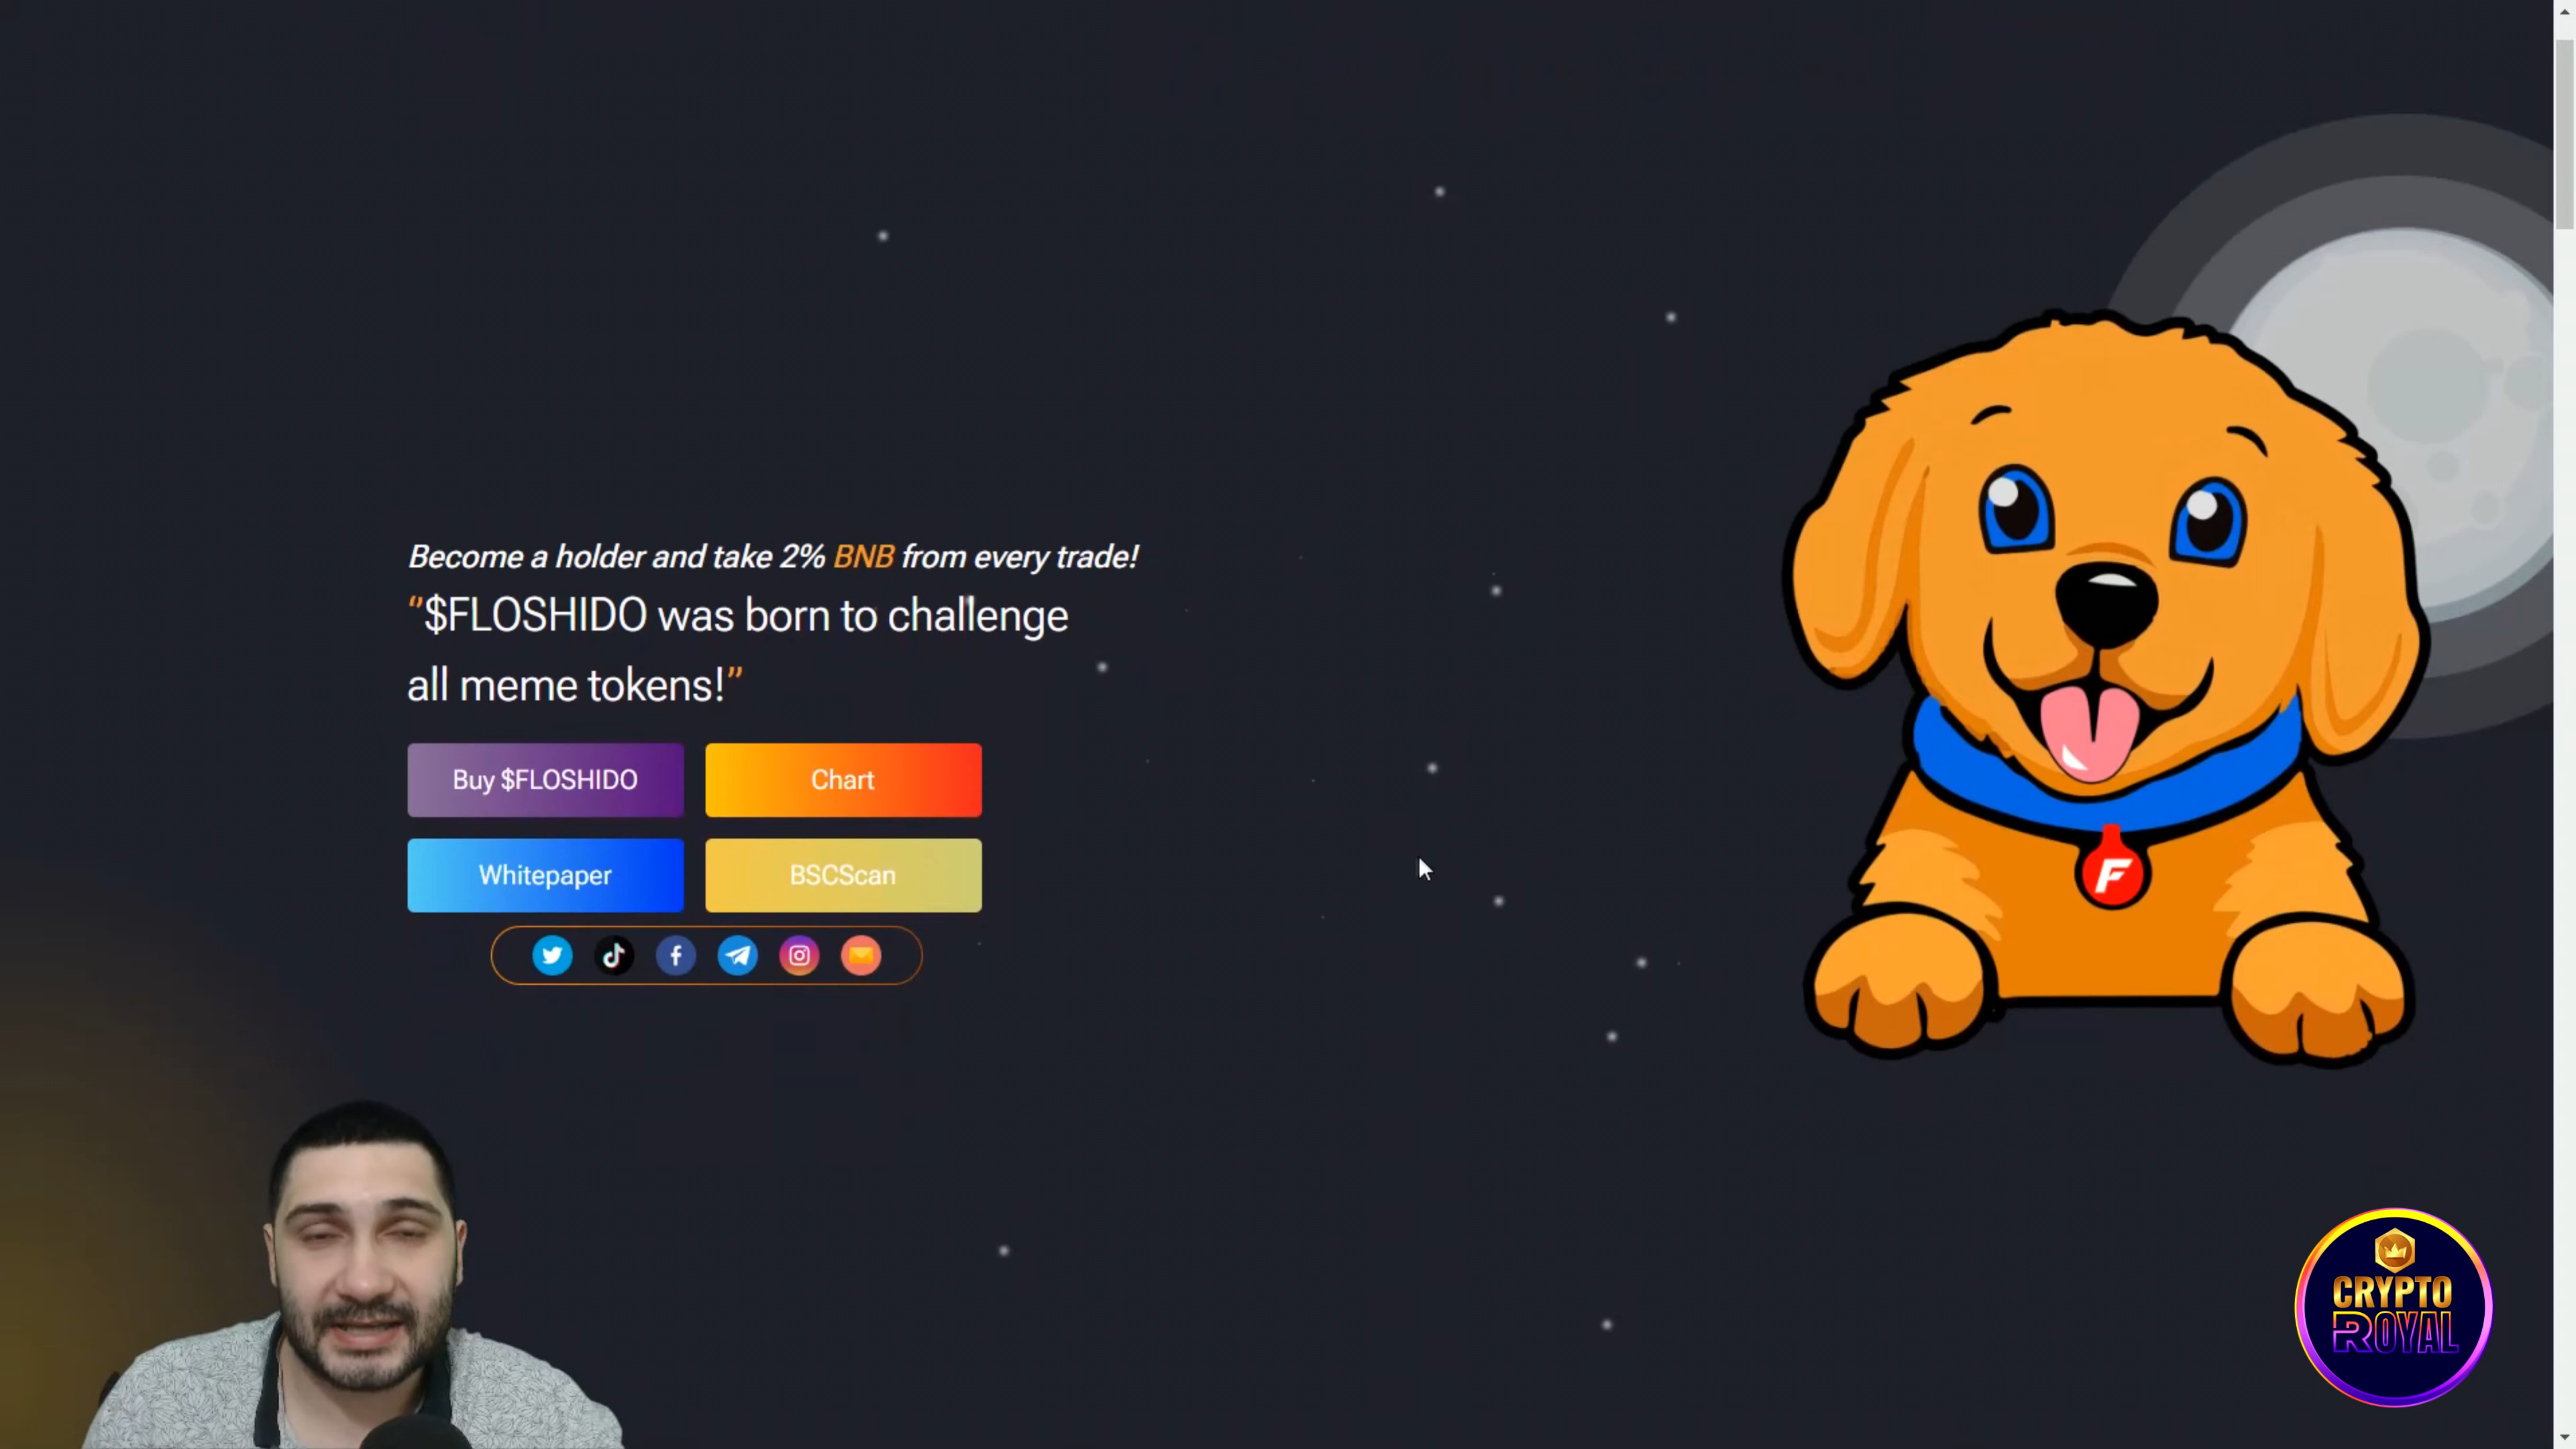 Become a holder and take 2% BNB from every trade!
‘’$FLOSHIDO was born to challenge
all meme tokens!’’
Buy $FLOSHIDO
Chart
Whitepaper
BSCScan
F
CRYPTO
ROYAL